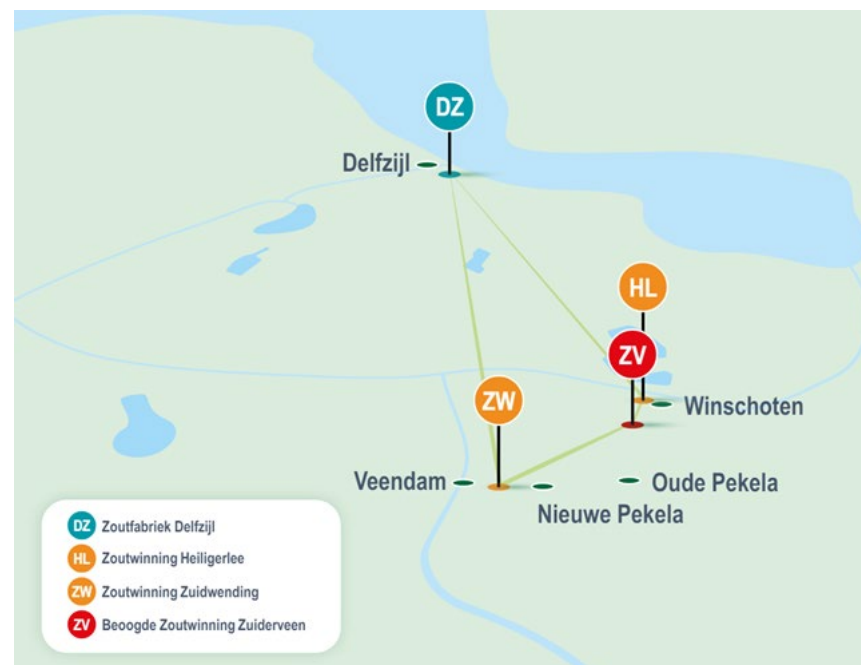 DZ
Delfzijl
HL
ZV
ZW
Winschoten
Veendam
Oude Pekela
Nieuwe Pekela
DZ Zoutfabriek Delfzijl
HL Zoutwinning Heiligerlee
ZW Zoutwinning Zuidwending
ZV Beoogde Zoutwinning Zuiderveen